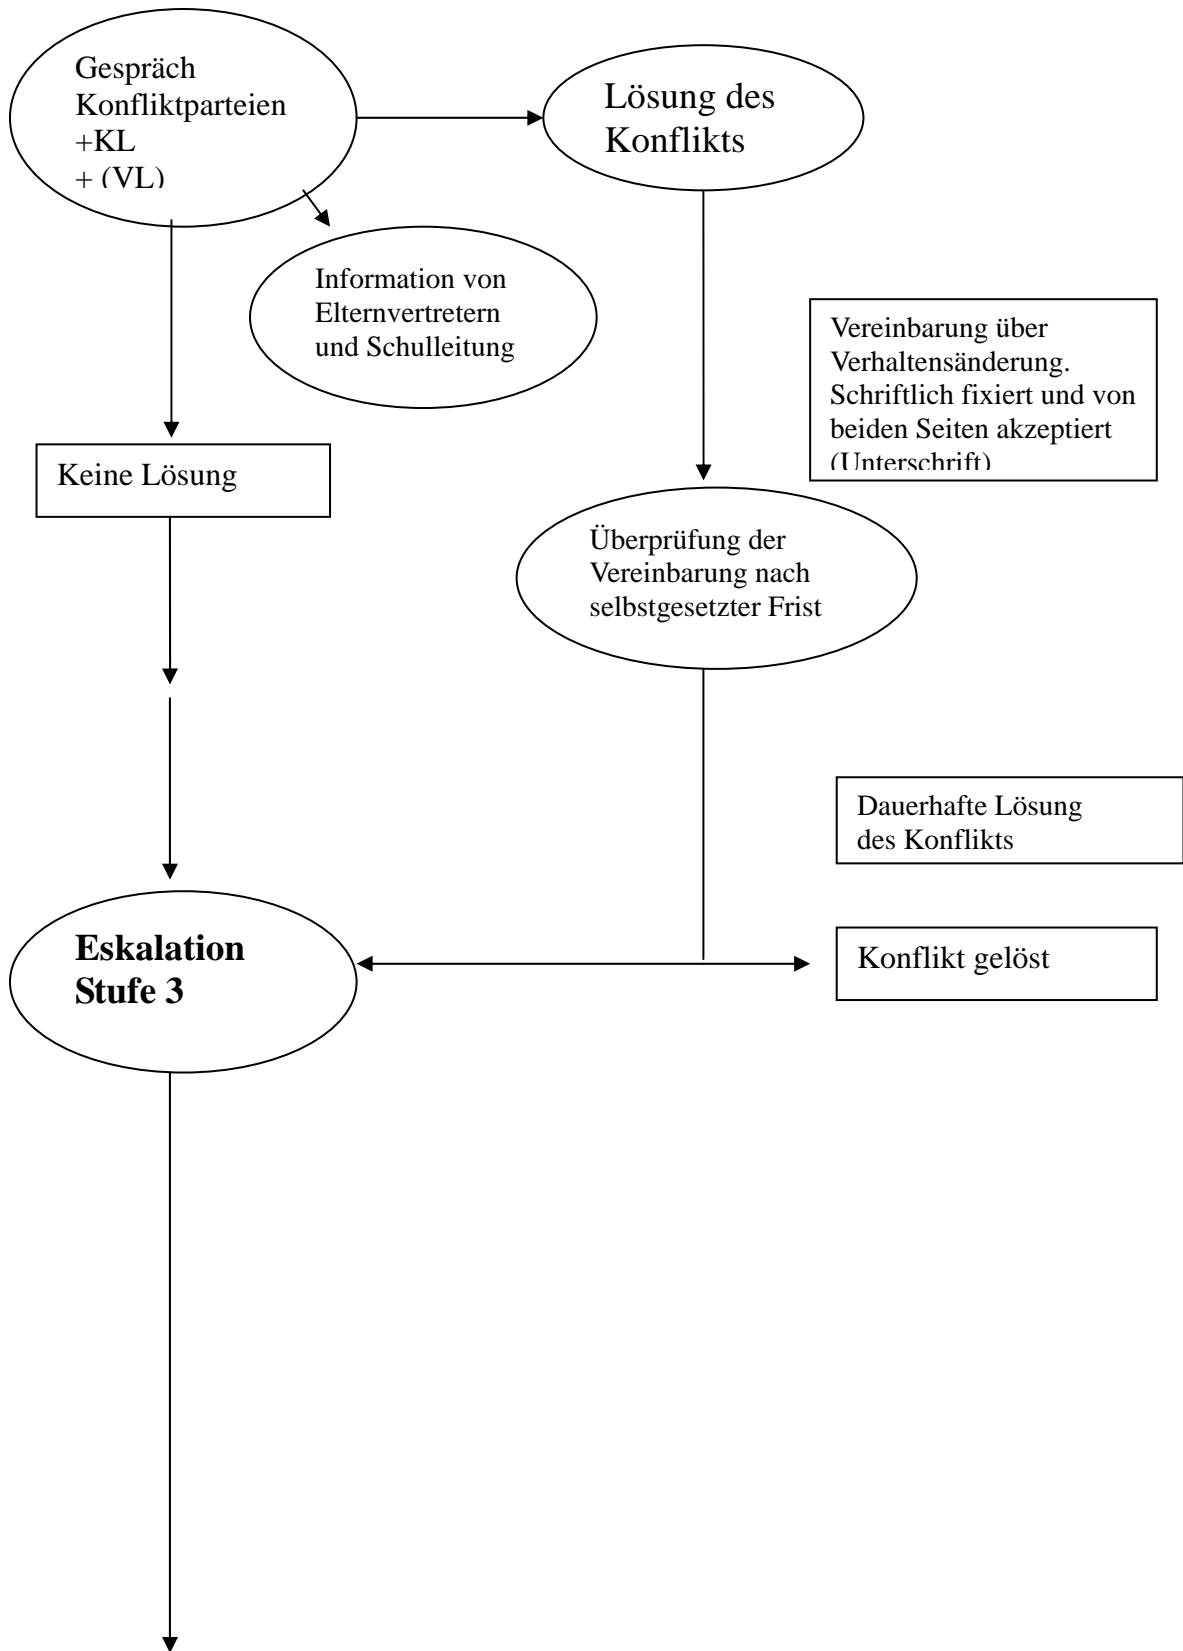 Gespräch
Konfliktparteien
+KL
+ (VL)
Lösung des
Konflikts
Information von
Elternvertretern
und Schulleitung
Vereinbarung über
Verhaltensänderung.
Schriftlich fixiert und von
beiden Seiten akzeptiert
(Unterschrift)
Keine Lösung
Überprüfung der
Vereinbarung nach
selbstgesetzter Frist
Dauerhafte Lösung
des Konflikts
Eskalation
Stufe 3
Konflikt gelöst